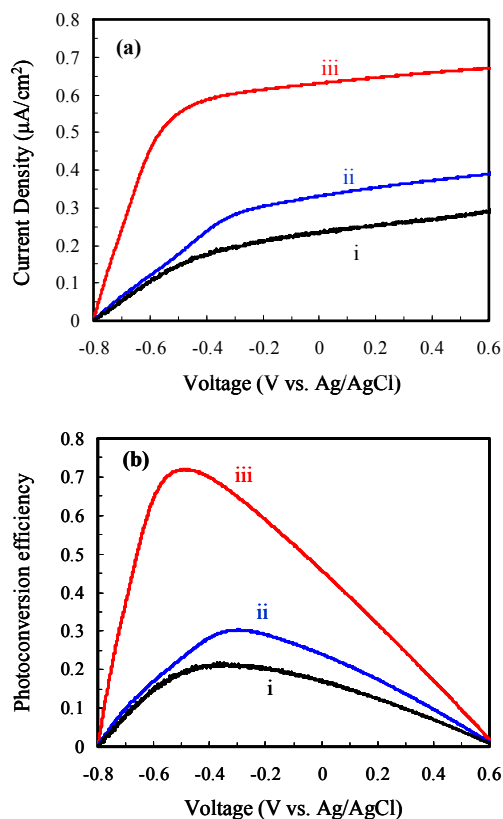 (a)
Current Density (µA/cm²)
0.8
0.7
0.6
0.5
0.4
0.3
0.2
0.1
0
iii
ii
i
-0.8 -0.6 -0.4 -0.2 0 0.2 0.4 0.6
Voltage (V vs. Ag/AgCl)
(b)
Photoconversion efficiency
0.8
0.7
0.6
0.5
0.4
0.3
0.2
0.1
0
iii
ii
i
-0.8 -0.6 -0.4 -0.2 0 0.2 0.4 0.6
Voltage (V vs. Ag/AgCl)